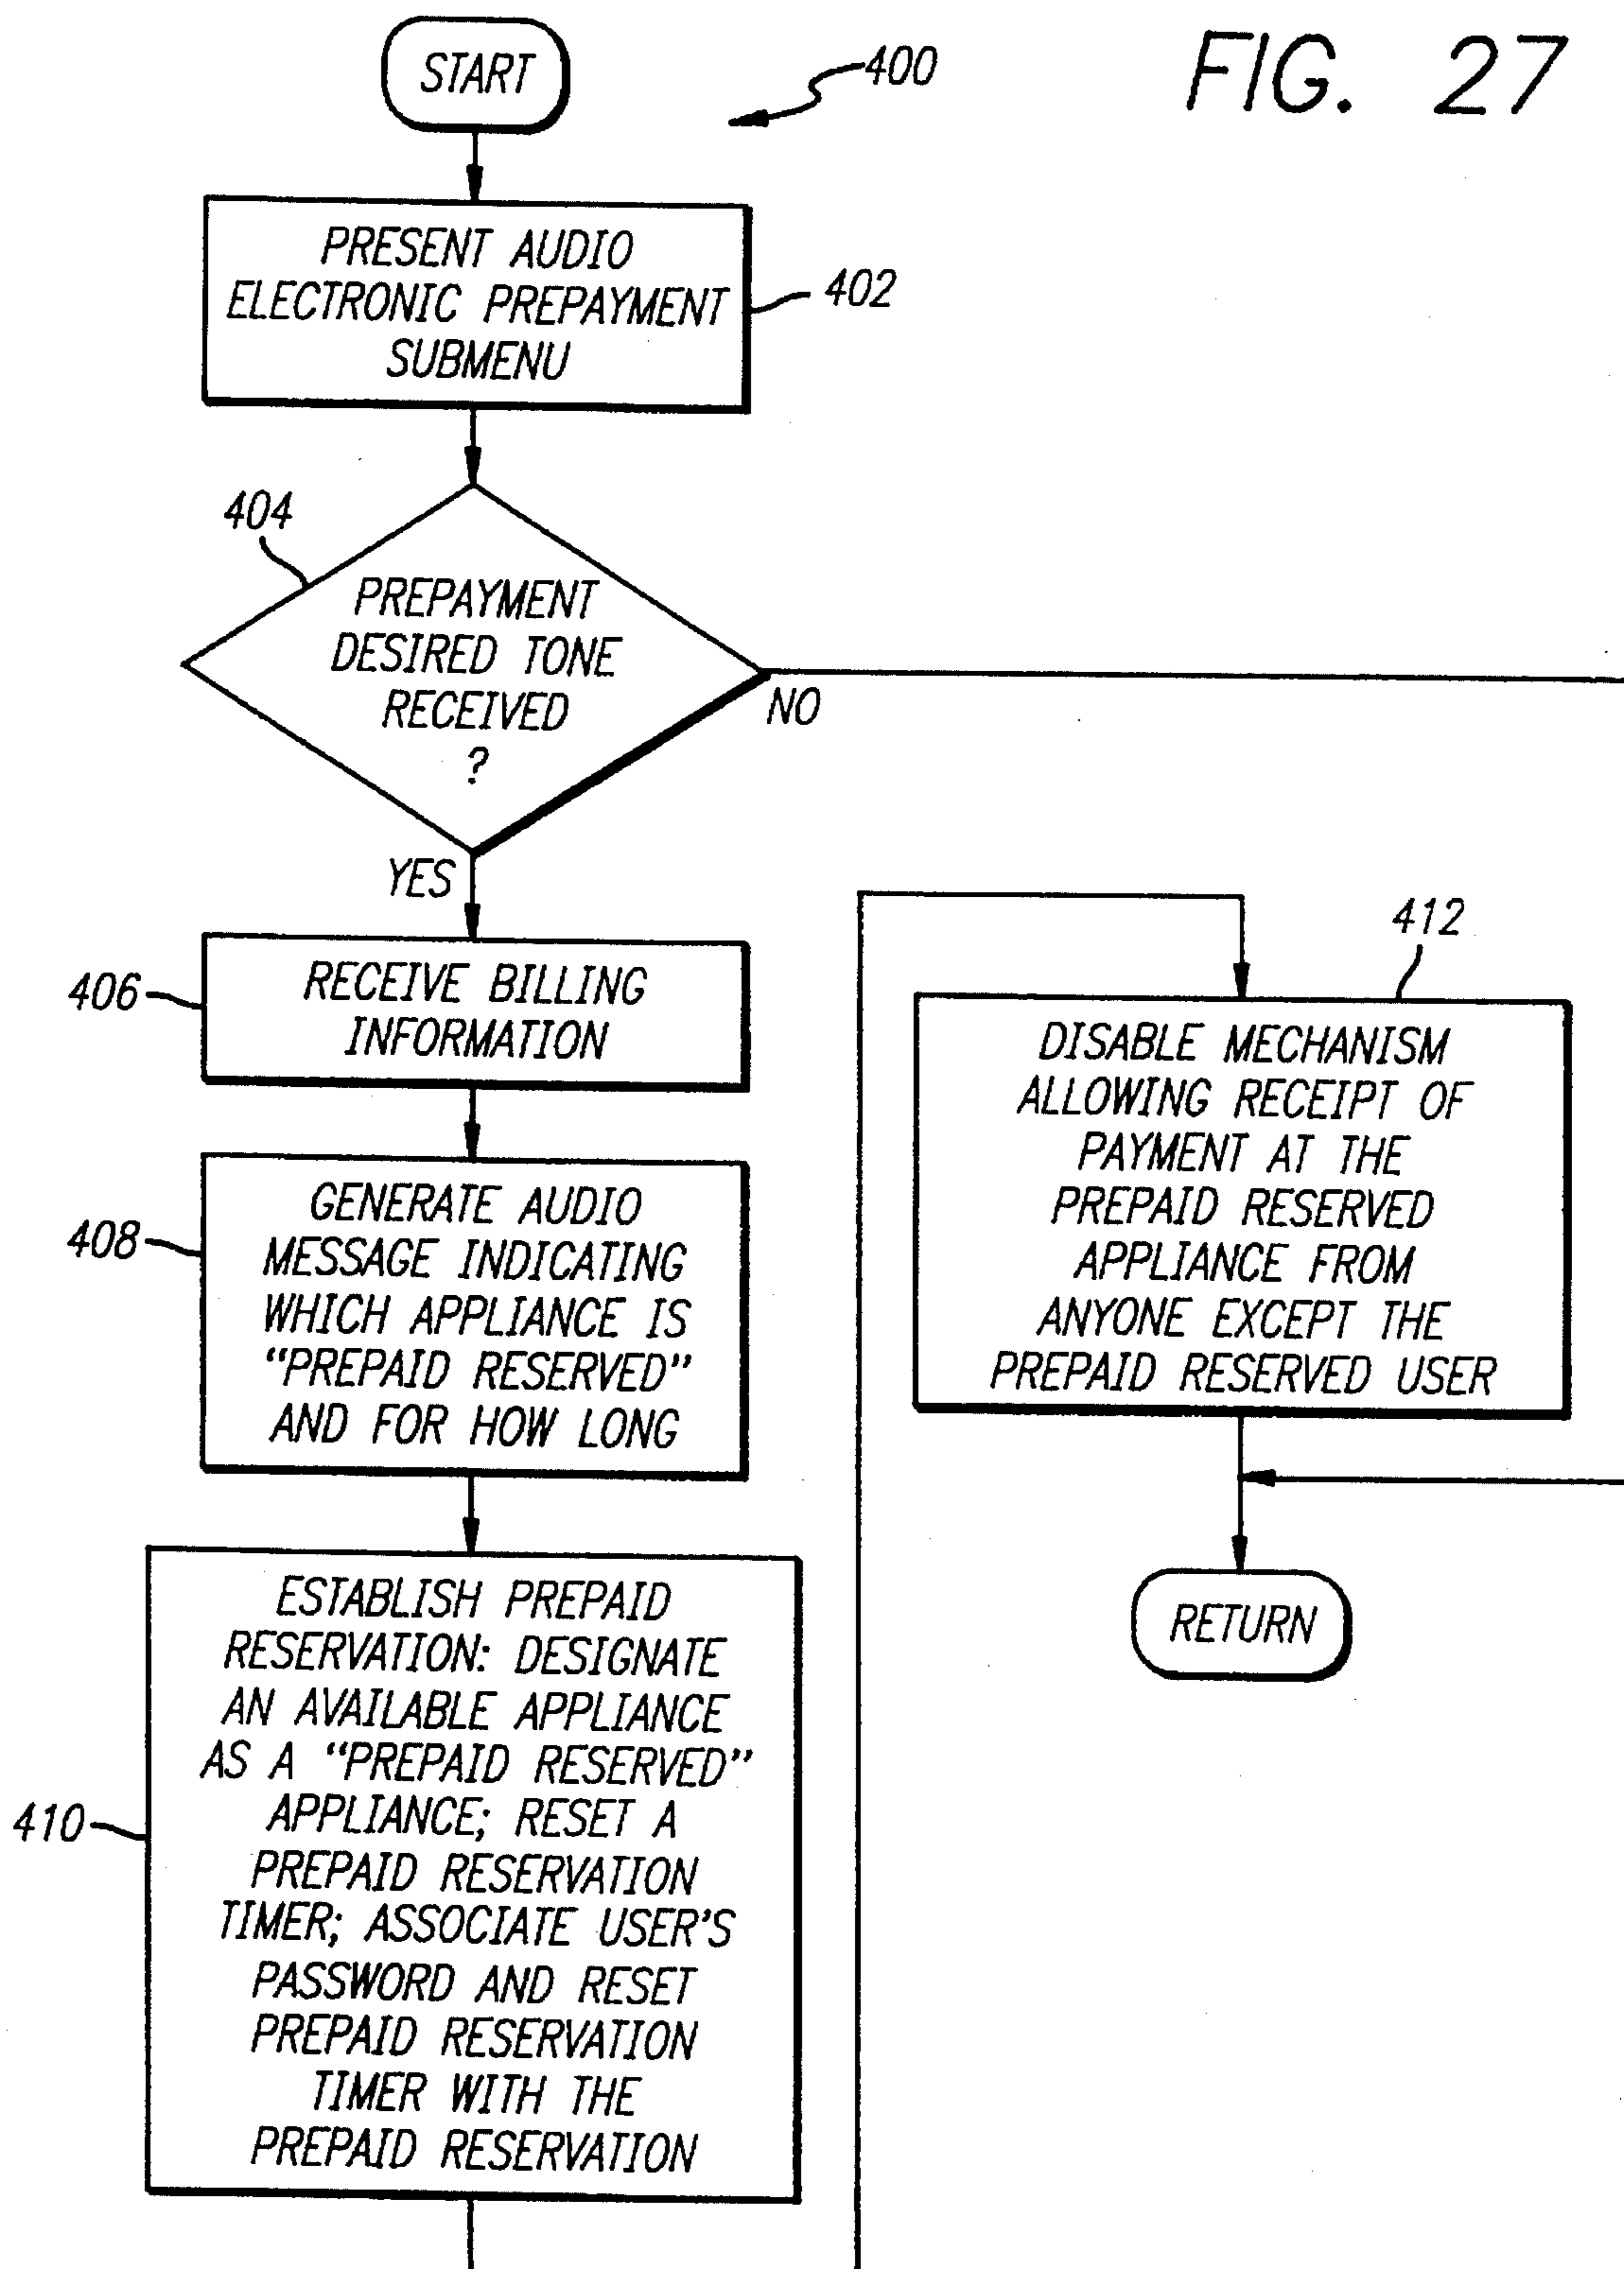 FIG. 27
START
400
PRESENT AUDIO
ELECTRONIC PREPAYMENT
SUBMENU
402
404
PREPAYMENT
DESIRED TONE
RECEIVED
?
NO
YES
406
RECEIVE BILLING
INFORMATION
408
GENERATE AUDIO
MESSAGE INDICATING
WHICH APPLIANCE IS
“PREPAID RESERVED”
AND FOR HOW LONG
410
ESTABLISH PREPAID
RESERVATION: DESIGNATE
AN AVAILABLE APPLIANCE
AS A “PREPAID RESERVED”
APPLIANCE; RESET A
PREPAID RESERVATION
TIMER; ASSOCIATE USER'S
PASSWORD AND RESET
PREPAID RESERVATION
TIMER WITH THE
PREPAID RESERVATION
412
DISABLE MECHANISM
ALLOWING RECEIPT OF
PAYMENT AT THE
PREPAID RESERVED
APPLIANCE FROM
ANYONE EXCEPT THE
PREPAID RESERVED USER
RETURN